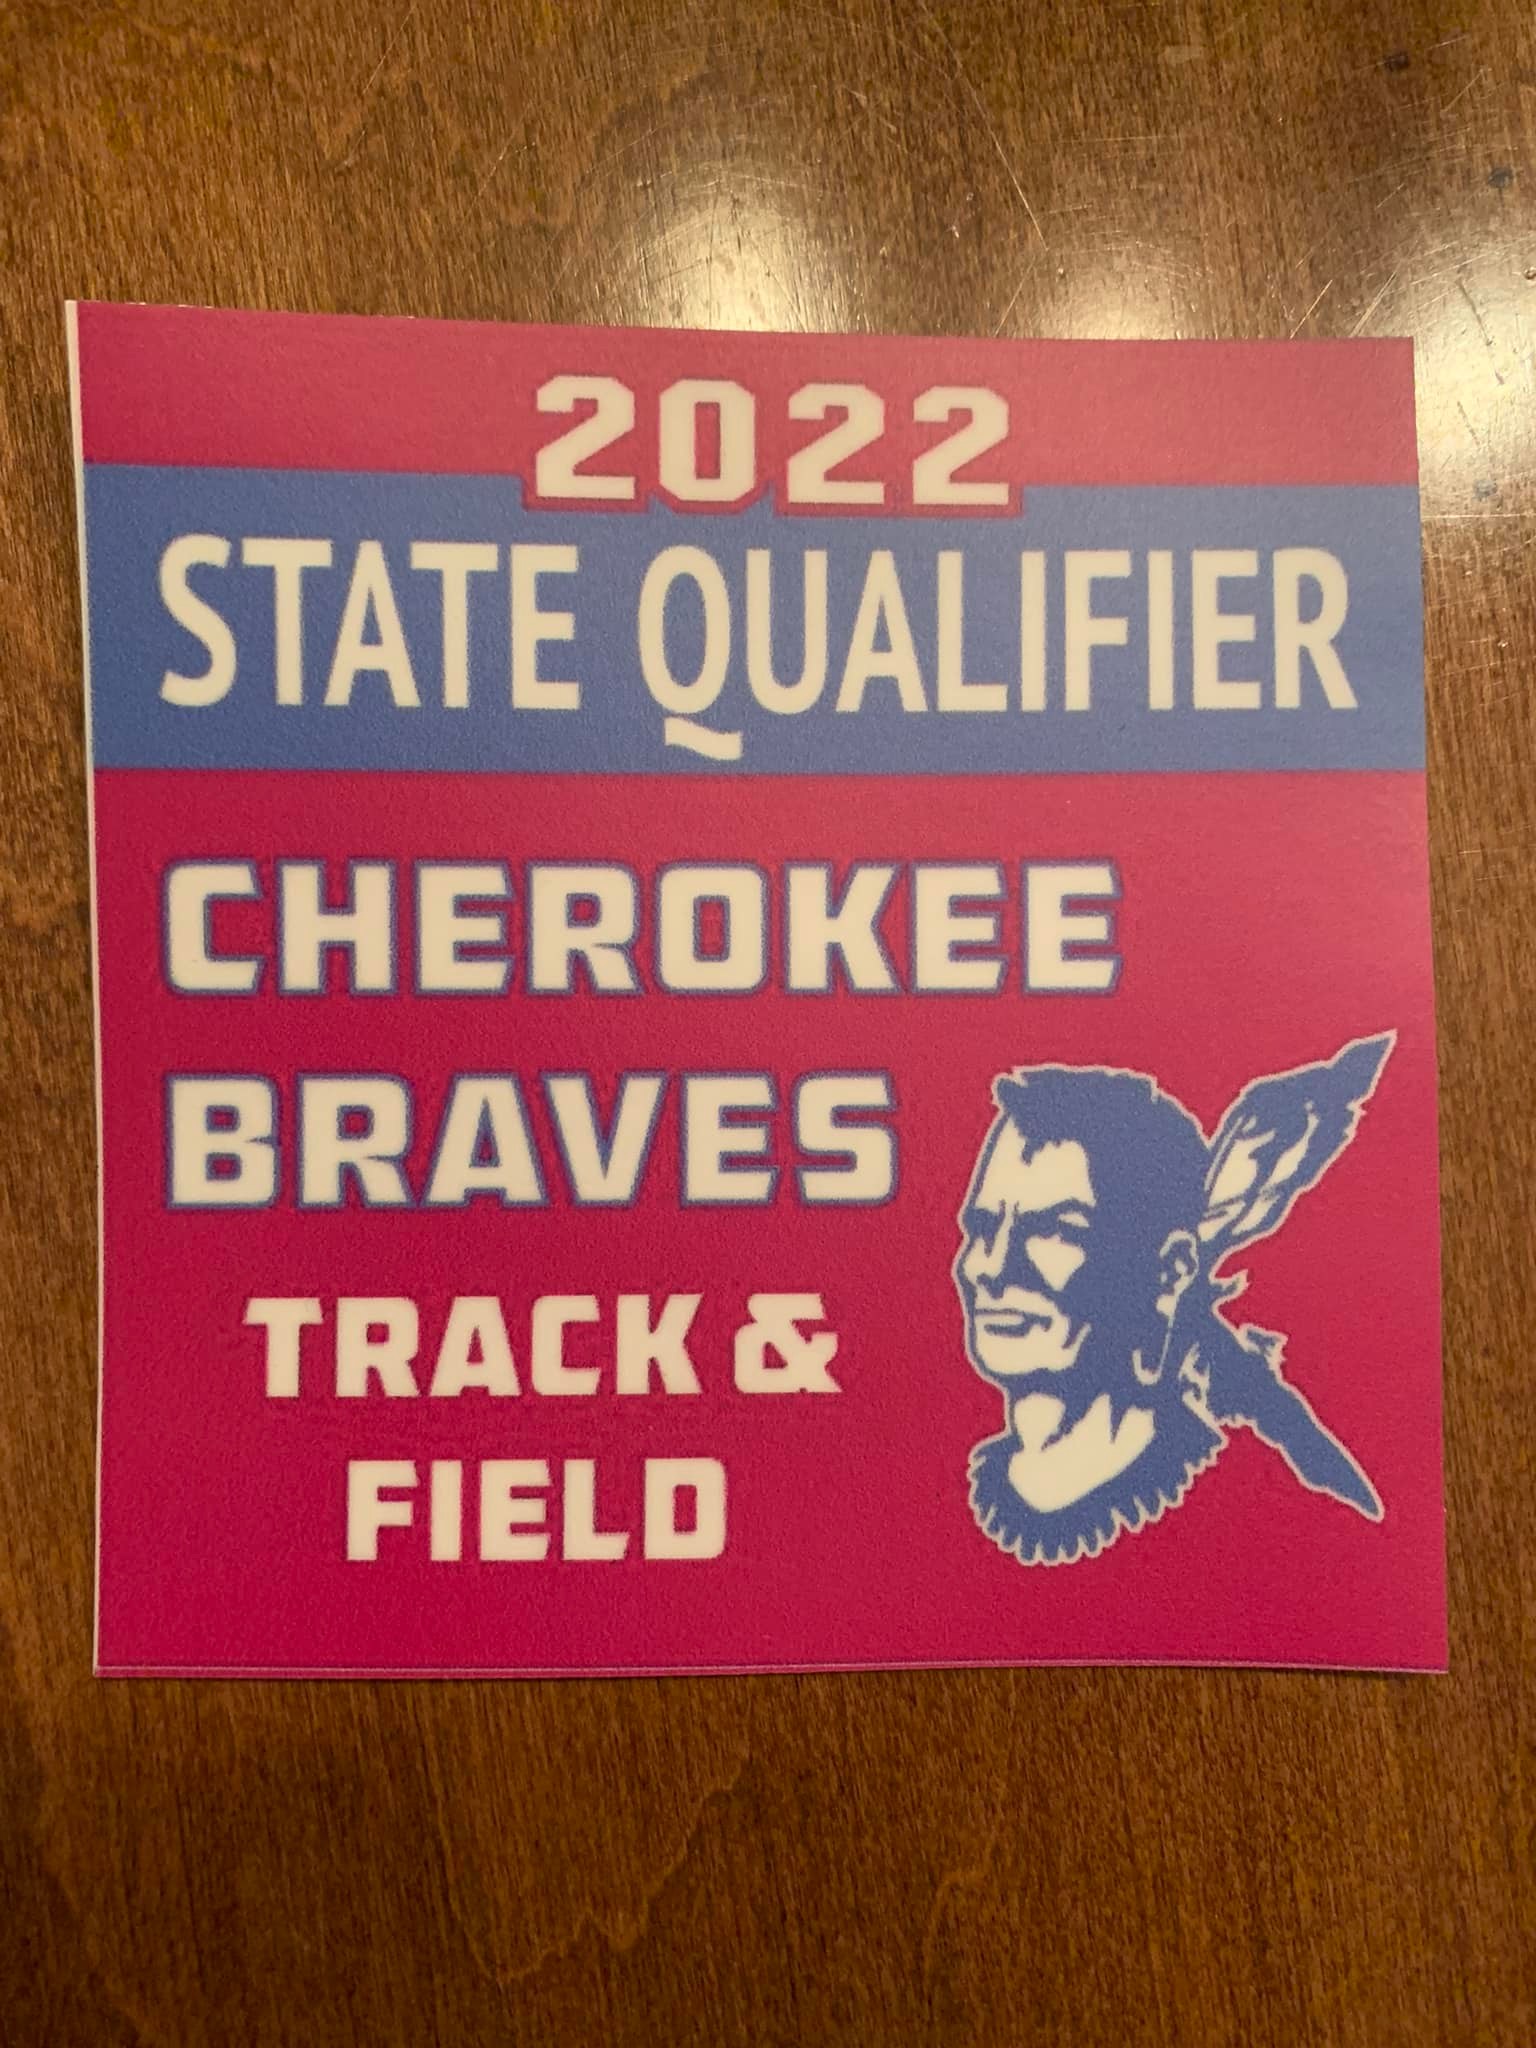 2022
STATE QUALIFIER
CHEROKEE
BRAVES
TRACK &
FIELD